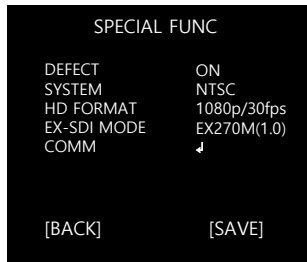 SPECIAL FUNC
DEFECT ON
SYSTEM NTSC
HD FORMAT 1080p/30fps
EX-SDI MODE EX270M(1.0)
COMM ↲
[BACK] [SAVE]